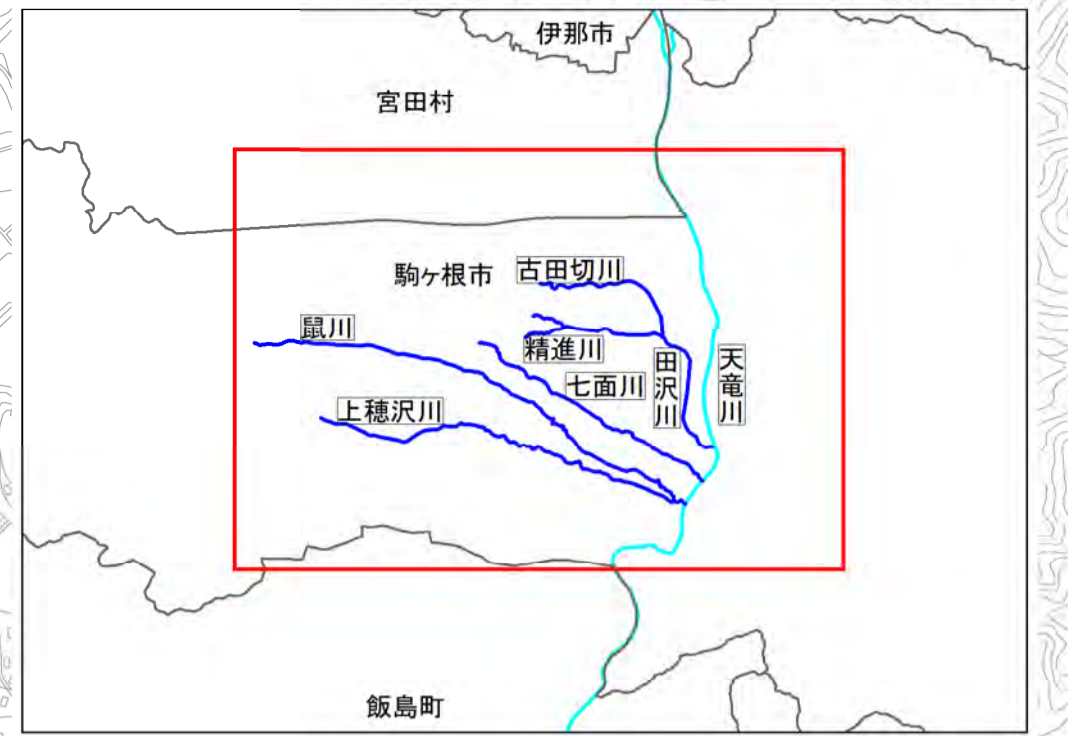 伊那市
宮田村
駒ヶ根市
古田切川
鼠川
精進川
田沢川
天竜川
七面川
上穂沢川
飯島町